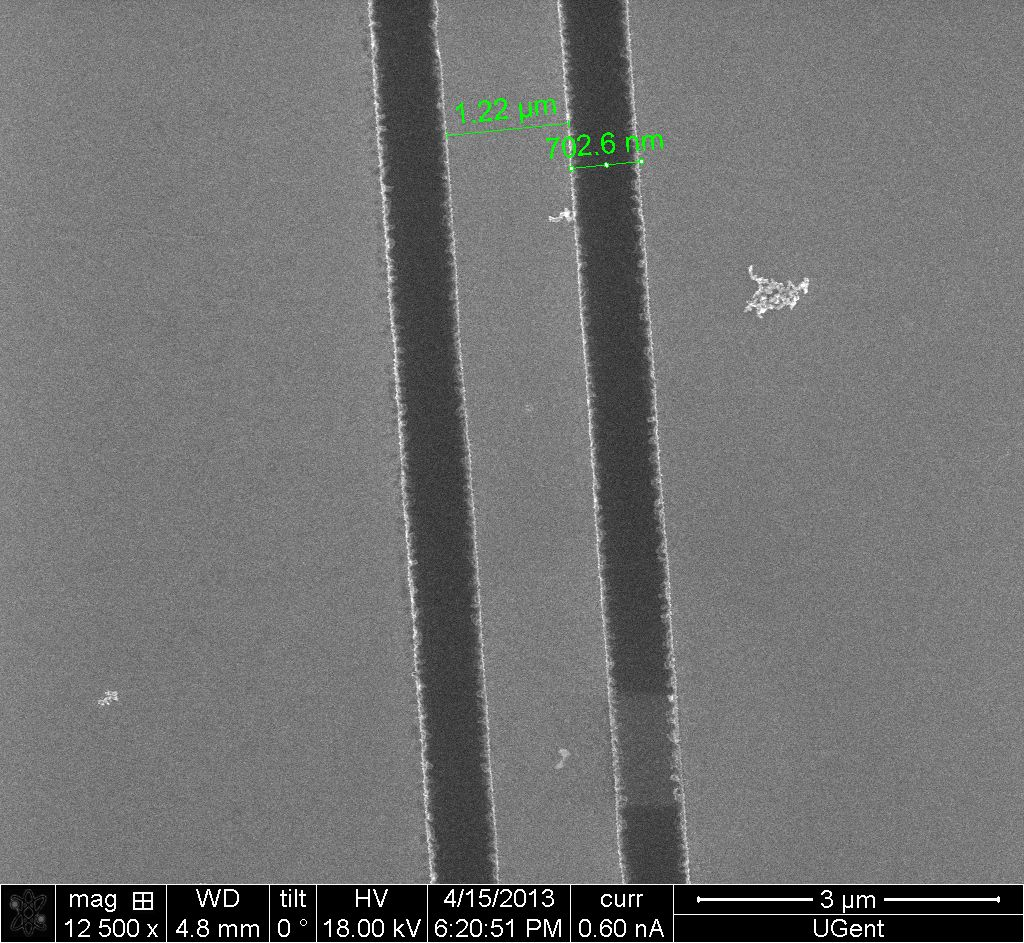 1.22 µm
702.6 nm
mag WD tilt HV 4/15/2013 curr 3 µm
12 500 x 4.8 mm 0 ° 18.00 kV 6:20:51 PM 0.60 nA UGent